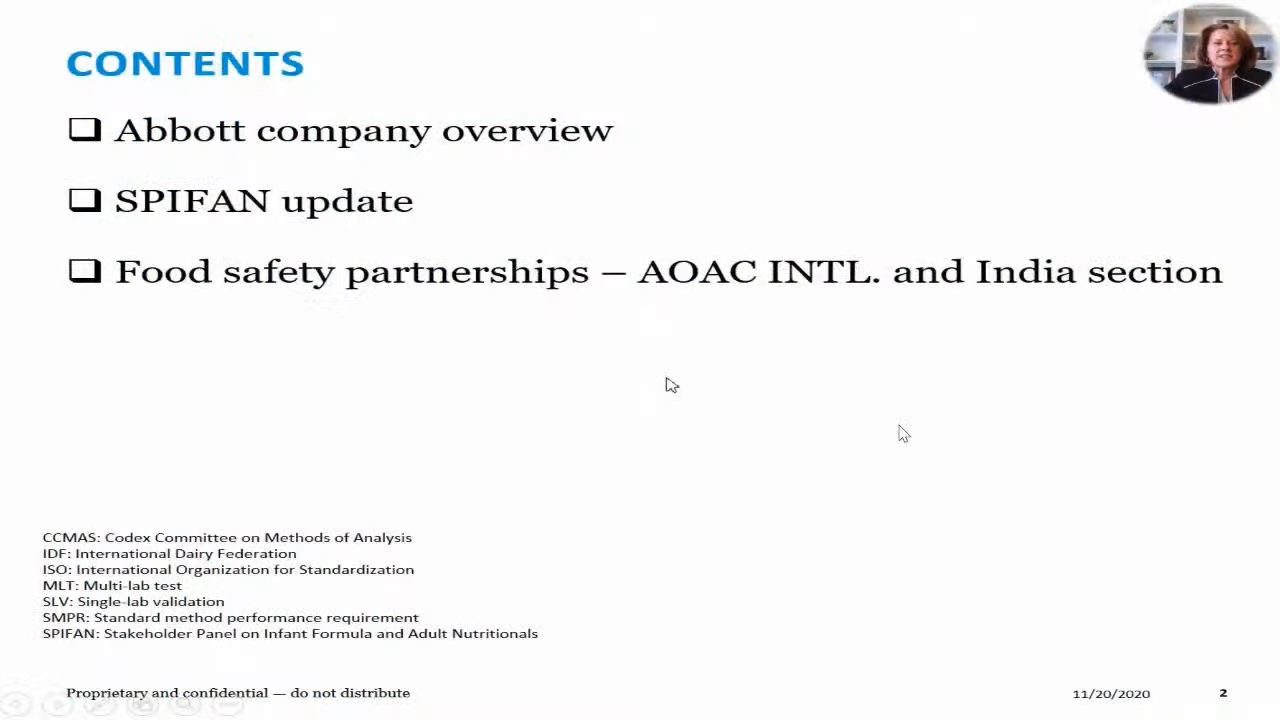 CONTENTS
Abbott company overview
SPIFAN update
Food safety partnerships – AOAC INTL. and India section
CCMAS: Codex Committee on Methods of Analysis
IDF: International Dairy Federation
ISO: International Organization for Standardization
MLT: Multi-lab test
SLV: Single-lab validation
SMPR: Standard method performance requirement
SPIFAN: Stakeholder Panel on Infant Formula and Adult Nutritionals
Proprietary and confidential — do not distribute
11/20/2020
2